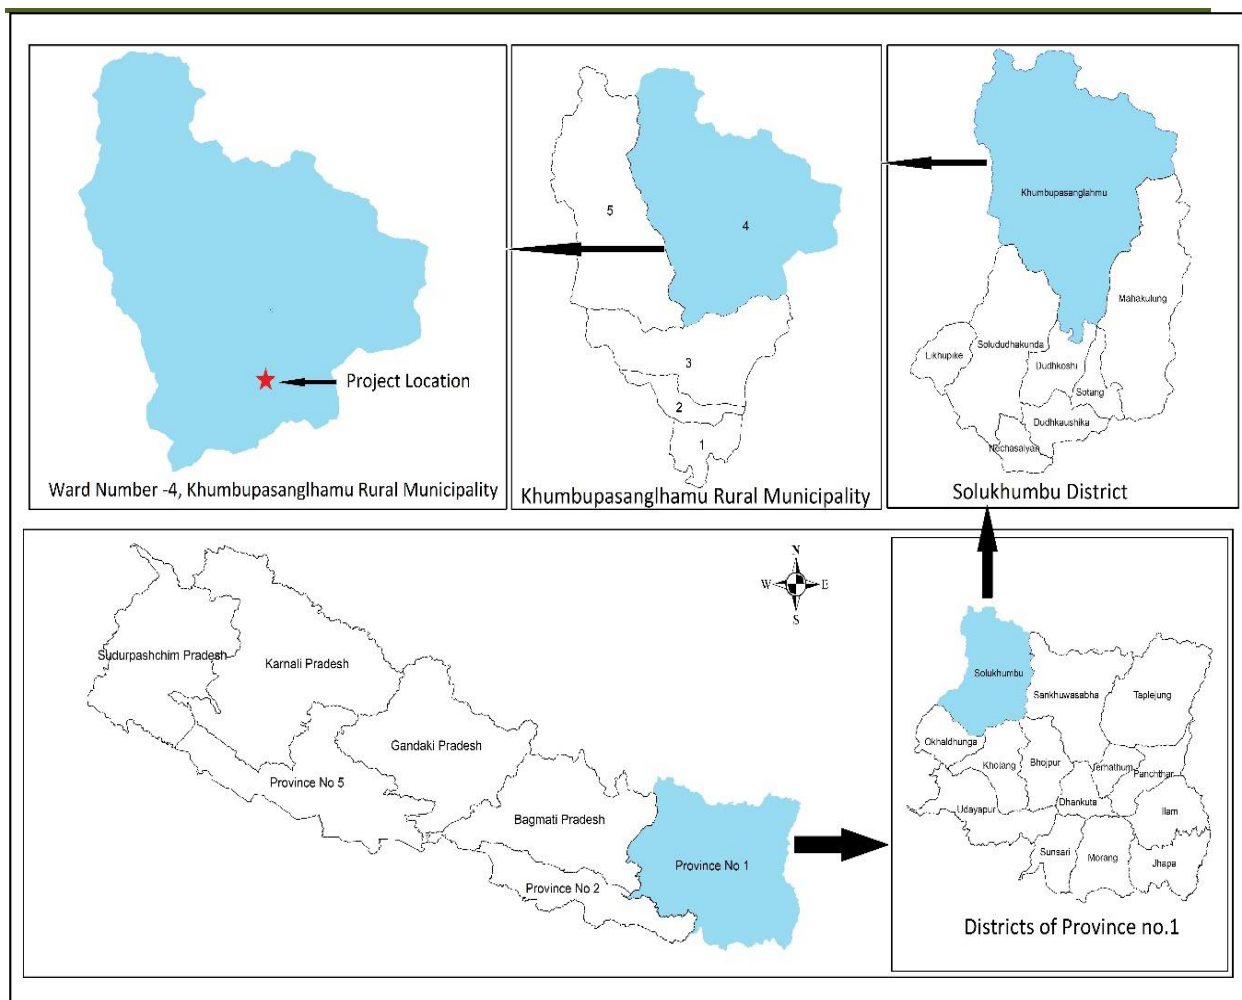 Project Location
Ward Number -4, Khumbupasanglhamu Rural Municipality
5
4
3
2
1
Khumbupasanglhamu Rural Municipality
Khumbupasanglahmu
Mahakulung
Solududhakunda
Likhupike
Dudhkoshi
Sotang
Dudhkaushika
Nechasalyan
Solukhumbu District
N
W E
S
Sudurpashchim Pradesh
Karnali Pradesh
Gandaki Pradesh
Province No 5
Bagmati Pradesh
Province No 2
Province No 1
Solukhumbu
Sankhuwasabha
Taplejung
Okhaldhunga
Khotang
Bhojpur
Terhathum
Panchthar
Udayapur
Dhankuta
Ilam
Sunsari
Morang
Jhapa
Districts of Province no.1